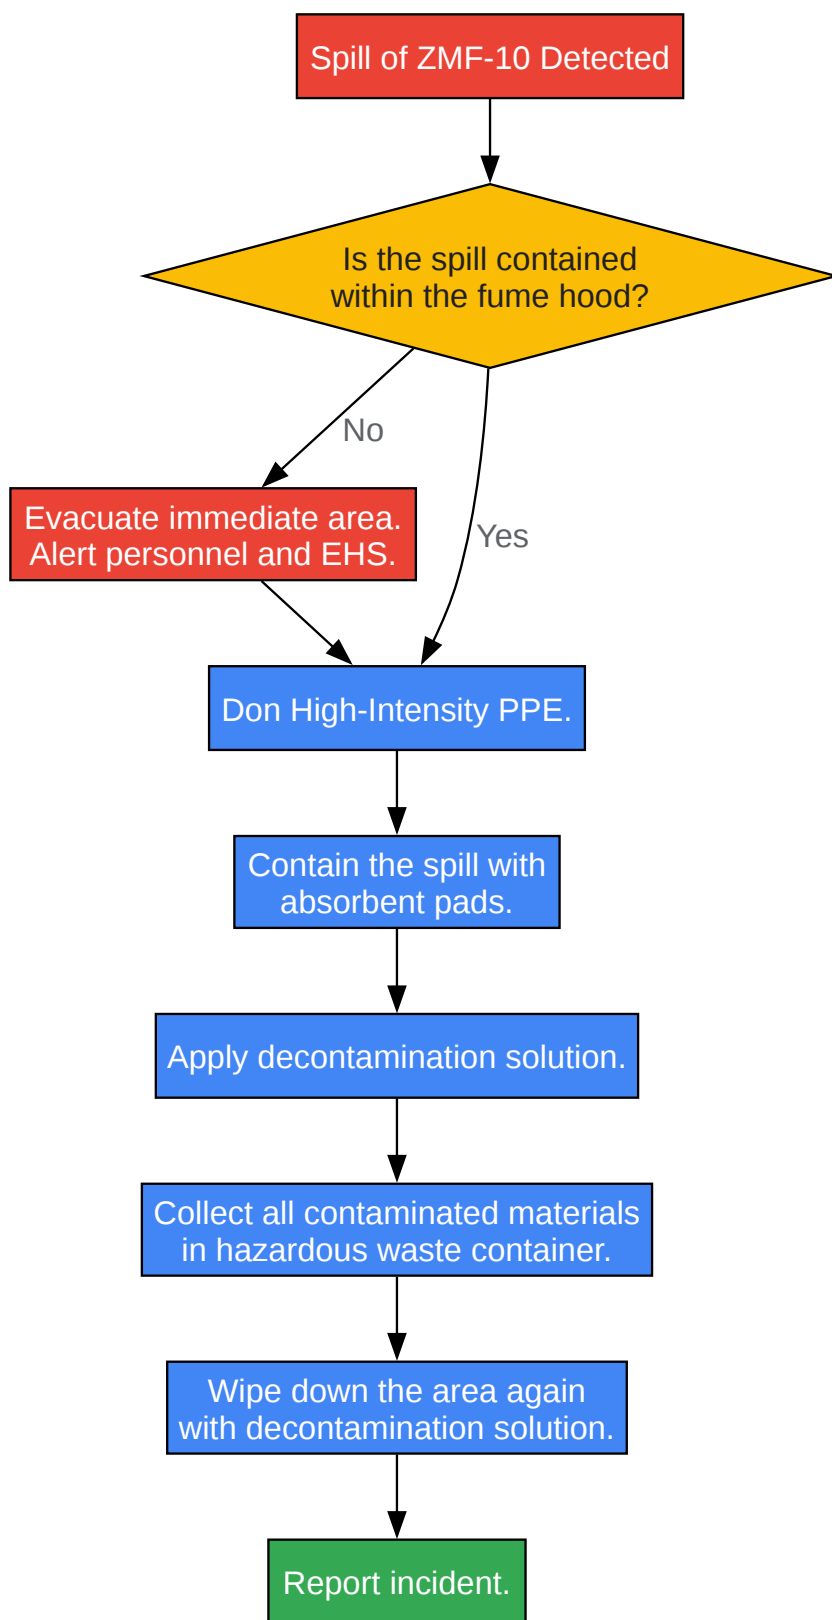 Spill of ZMF-10 Detected
Is the spill contained
within the fume hood?
No
Evacuate immediate area.
Alert personnel and EHS.
Yes
Don High-Intensity PPE.
Contain the spill with
absorbent pads.
Apply decontamination solution.
Collect all contaminated materials
in hazardous waste container.
Wipe down the area again
with decontamination solution.
Report incident.